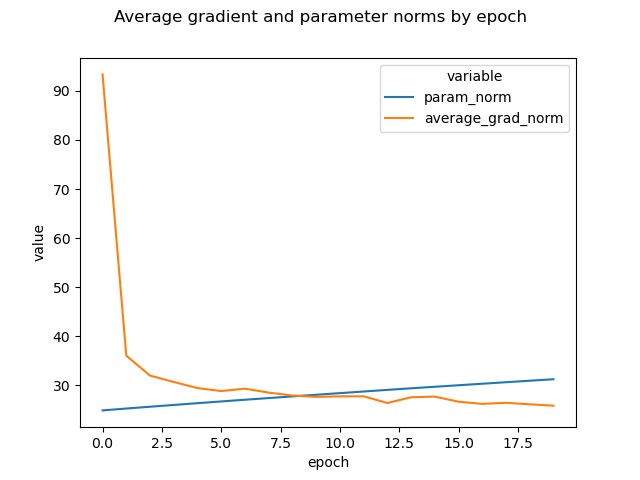 Average gradient and parameter norms by epoch
variable
param_norm
average_grad_norm
90
80
70
60
50
40
30
value
0.0 2.5 5.0 7.5 10.0 12.5 15.0 17.5
epoch